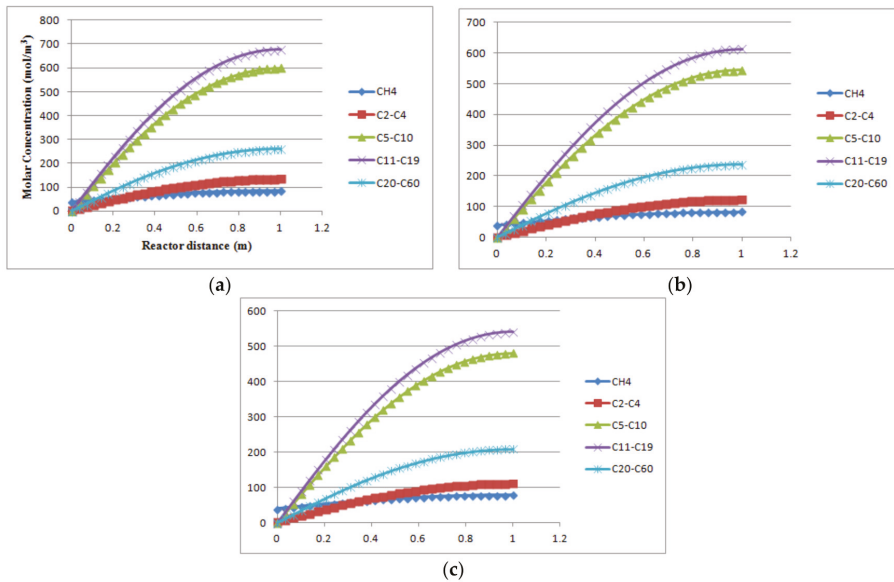 800
700
600
500
400
300
200
100
0
Molar Concentration (mol/m³)
0 0.2 0.4 0.6 0.8 1 1.2
Reactor distance (m)
CH4
C2-C4
C5-C10
C11-C19
C20-C60
(a)
700
600
500
400
300
200
100
0
0 0.2 0.4 0.6 0.8 1 1.2
CH4
C2-C4
C5-C10
C11-C19
C20-C60
(b)
600
500
400
300
200
100
0
0 0.2 0.4 0.6 0.8 1 1.2
CH4
C2-C4
C5-C10
C11-C19
C20-C60
(c)